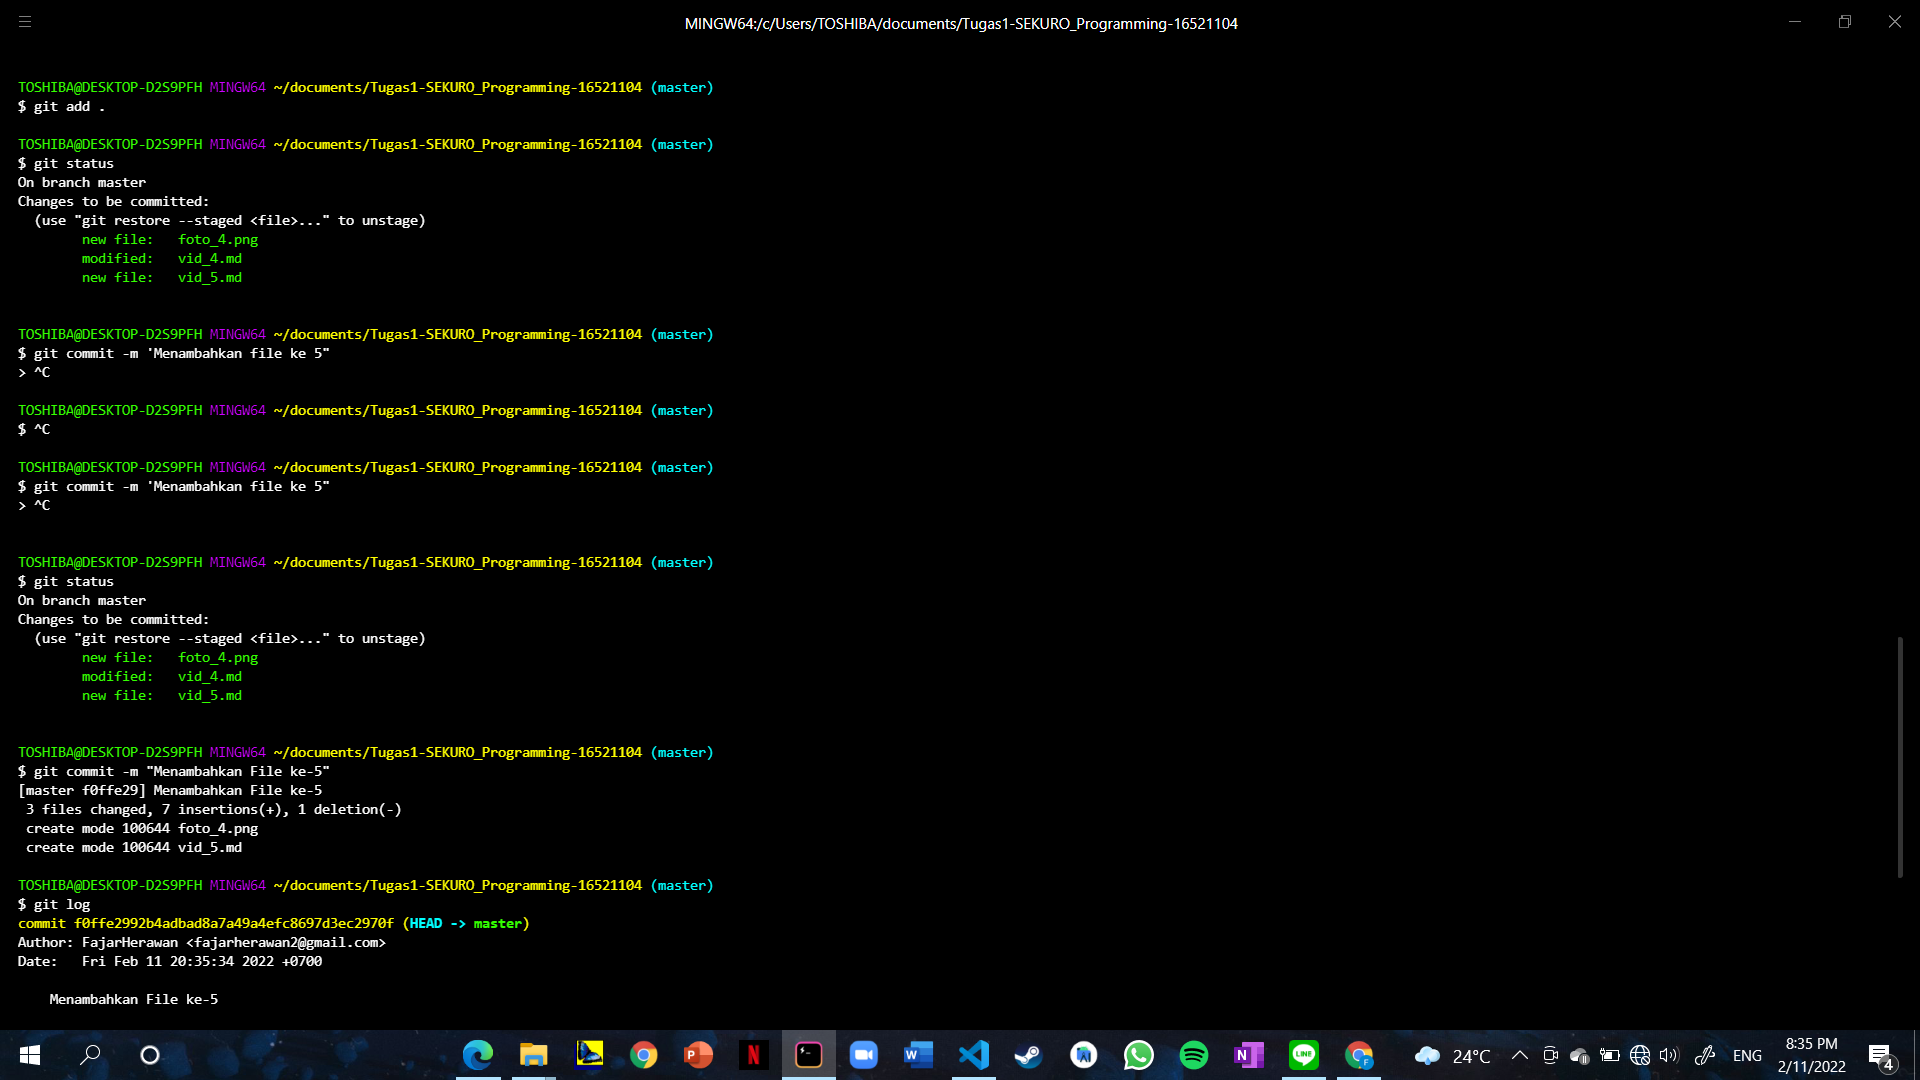 MINGW64:/c/Users/TOSHIBA/documents/Tugas1-SEKURO_Programming-16521104
TOSHIBA@DESKTOP-D2S9PFH MINGW64 ~/documents/Tugas1-SEKURO_Programming-16521104 (master)
$ git add .
TOSHIBA@DESKTOP-D2S9PFH MINGW64 ~/documents/Tugas1-SEKURO_Programming-16521104 (master)
$ git status
On branch master
Changes to be committed:
  (use "git restore --staged <file>..." to unstage)
        new file:   foto_4.png
        modified:   vid_4.md
        new file:   vid_5.md
TOSHIBA@DESKTOP-D2S9PFH MINGW64 ~/documents/Tugas1-SEKURO_Programming-16521104 (master)
$ git commit -m 'Menambahkan file ke 5"
> ^C
TOSHIBA@DESKTOP-D2S9PFH MINGW64 ~/documents/Tugas1-SEKURO_Programming-16521104 (master)
$ ^C
TOSHIBA@DESKTOP-D2S9PFH MINGW64 ~/documents/Tugas1-SEKURO_Programming-16521104 (master)
$ git commit -m 'Menambahkan file ke 5"
> ^C
TOSHIBA@DESKTOP-D2S9PFH MINGW64 ~/documents/Tugas1-SEKURO_Programming-16521104 (master)
$ git status
On branch master
Changes to be committed:
  (use "git restore --staged <file>..." to unstage)
        new file:   foto_4.png
        modified:   vid_4.md
        new file:   vid_5.md
TOSHIBA@DESKTOP-D2S9PFH MINGW64 ~/documents/Tugas1-SEKURO_Programming-16521104 (master)
$ git commit -m "Menambahkan File ke-5"
[master f0ffe29] Menambahkan File ke-5
 3 files changed, 7 insertions(+), 1 deletion(-)
 create mode 100644 foto_4.png
 create mode 100644 vid_5.md
TOSHIBA@DESKTOP-D2S9PFH MINGW64 ~/documents/Tugas1-SEKURO_Programming-16521104 (master)
$ git log
commit f0ffe2992b4adbad8a7a49a4efc8697d3ec2970f (HEAD -> master)
Author: FajarHerawan <fajarherawan2@gmail.com>
Date:   Fri Feb 11 20:35:34 2022 +0700
    Menambahkan File ke-5
24°C
ENG
8:35 PM
2/11/2022
4